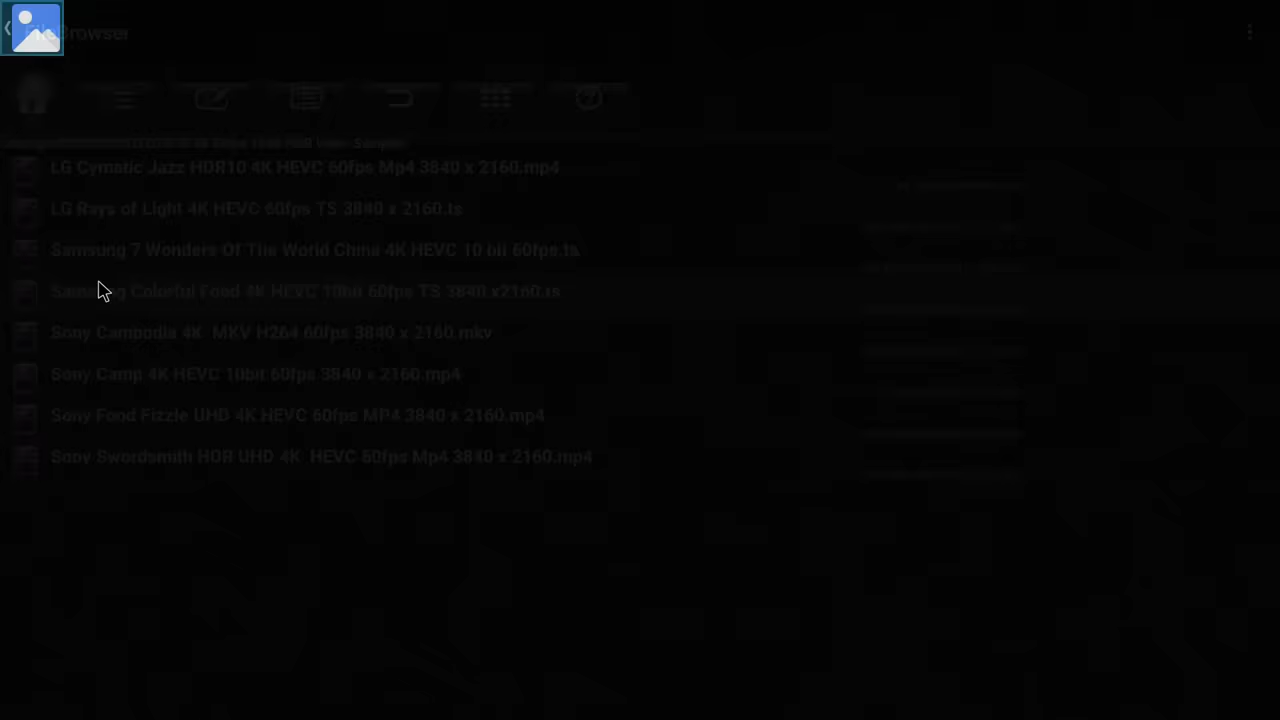 FileBrowser
LG Cymatic Jazz HDR10 4K HEVC 60fps Mp4 3840 x 2160.mp4
LG Rays of Light 4K HEVC 60fps TS 3840 x 2160.ts
Samsung 7 Wonders Of The World China 4K HEVC 10 bit 60fps.ts
Samsung Colorful Food 4K HEVC 10bit 60fps TS 3840 x2160.ts
Sony Cambodia 4K MKV H264 60fps 3840 x 2160.mkv
Sony Camp 4K HEVC 10bit 60fps 3840 x 2160.mp4
Sony Food Fizzle UHD 4K HEVC 60fps MP4 3840 x 2160.mp4
Sony Swordsmith HDR UHD 4K HEVC 60fps Mp4 3840 x 2160.mp4